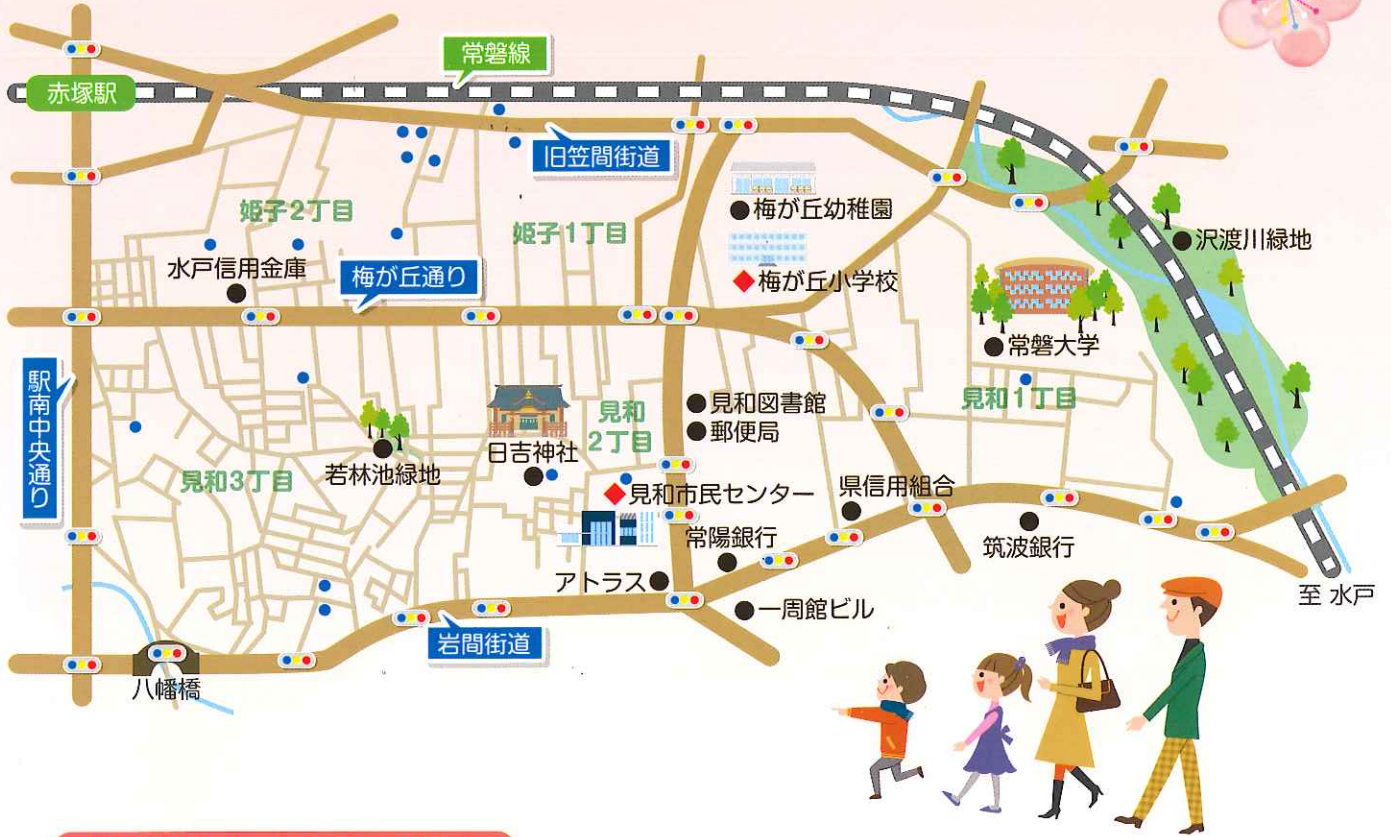 常磐線
赤塚駅
旧笠間街道
姫子2丁目
姫子1丁目
梅が丘幼稚園
沢渡川緑地
水戸信用金庫
梅が丘通り
梅が丘小学校
常磐大学
駅南中央通り
見和1丁目
見和図書館
見和
2丁目
郵便局
日吉神社
若林池緑地
見和3丁目
見和市民センター
県信用組合
常陽銀行
筑波銀行
アトラス
一周館ビル
至 水戸
岩間街道
八幡橋